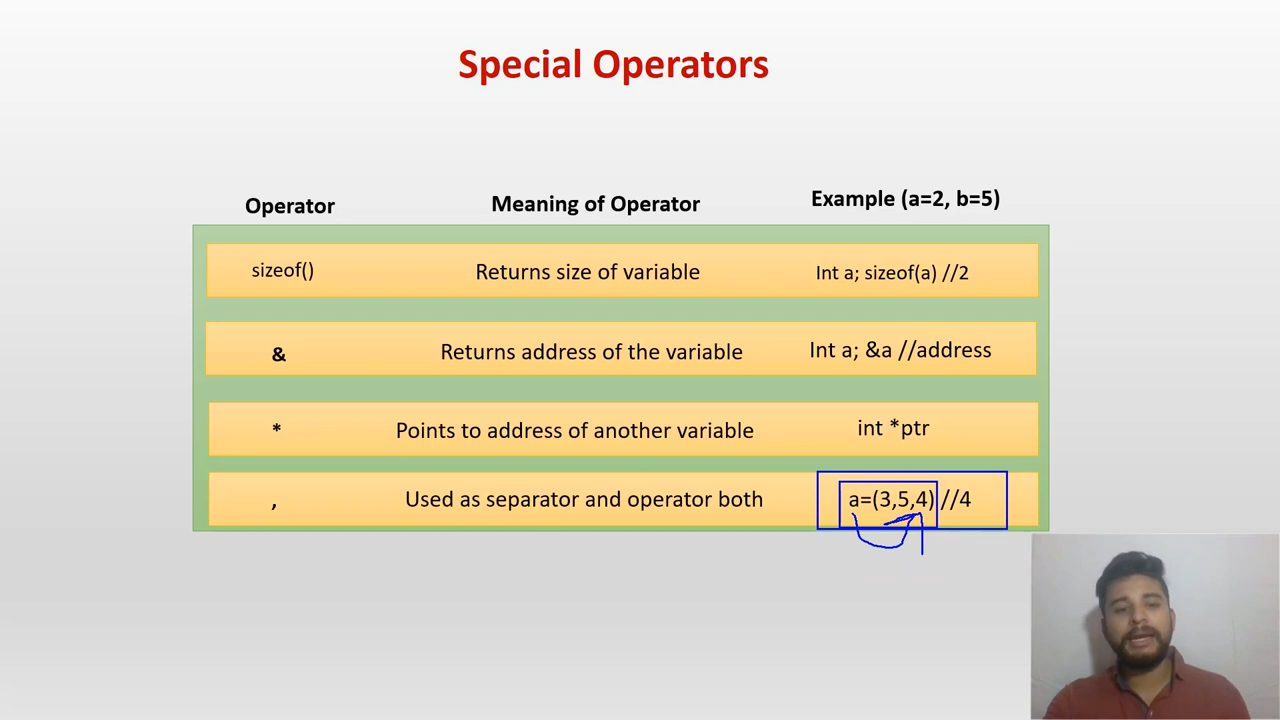 Special Operators
Operator Meaning of Operator Example (a=2, b=5)
sizeof() Returns size of variable Int a; sizeof(a) //2
& Returns address of the variable Int a; &a //address
* Points to address of another variable int *ptr
, Used as separator and operator both a=(3,5,4) //4